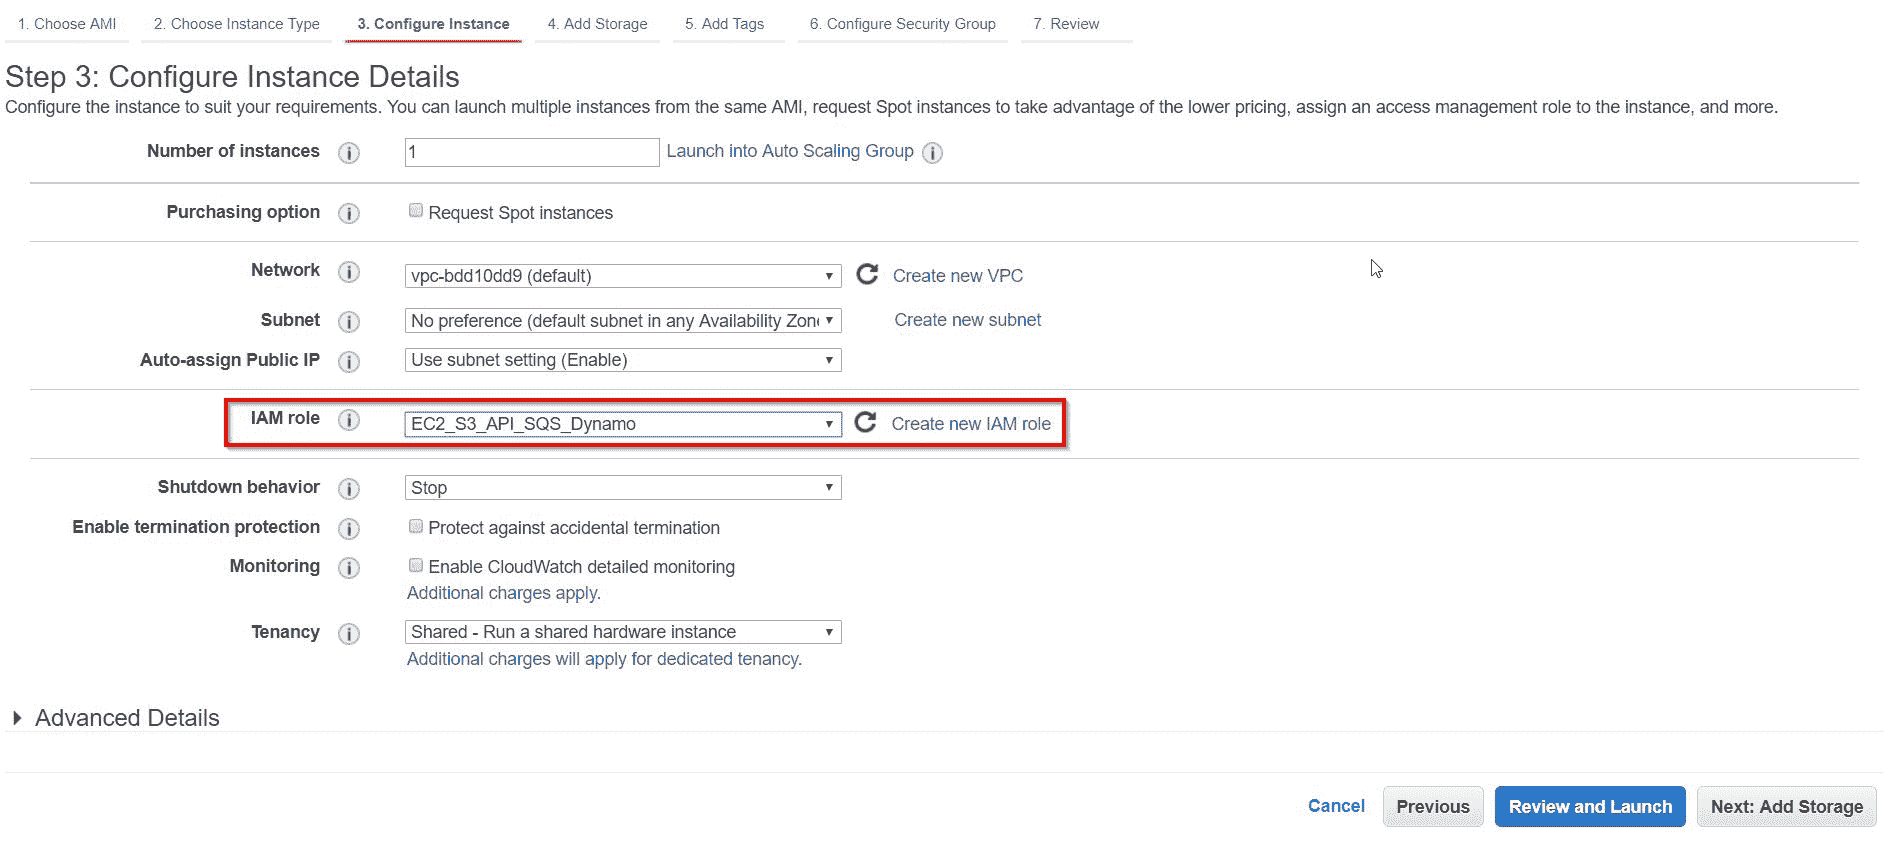 1. Choose AMI 2. Choose Instance Type 3. Configure Instance 4. Add Storage 5. Add Tags 6. Configure Security Group 7. Review
Step 3: Configure Instance Details
Configure the instance to suit your requirements. You can launch multiple instances from the same AMI, request Spot instances to take advantage of the lower pricing, assign an access management role to the instance, and more.
Number of instances i 1 Launch into Auto Scaling Group i
Purchasing option i Request Spot instances
Network i vpc-bdd10dd9 (default) Create new VPC
Subnet i No preference (default subnet in any Availability Zon Create new subnet
Auto-assign Public IP i Use subnet setting (Enable)
IAM role i EC2_S3_API_SQS_Dynamo Create new IAM role
Shutdown behavior i Stop
Enable termination protection i Protect against accidental termination
Monitoring i Enable CloudWatch detailed monitoring
Additional charges apply.
Tenancy i Shared - Run a shared hardware instance
Additional charges will apply for dedicated tenancy.
Advanced Details
Cancel Previous Review and Launch Next: Add Storage